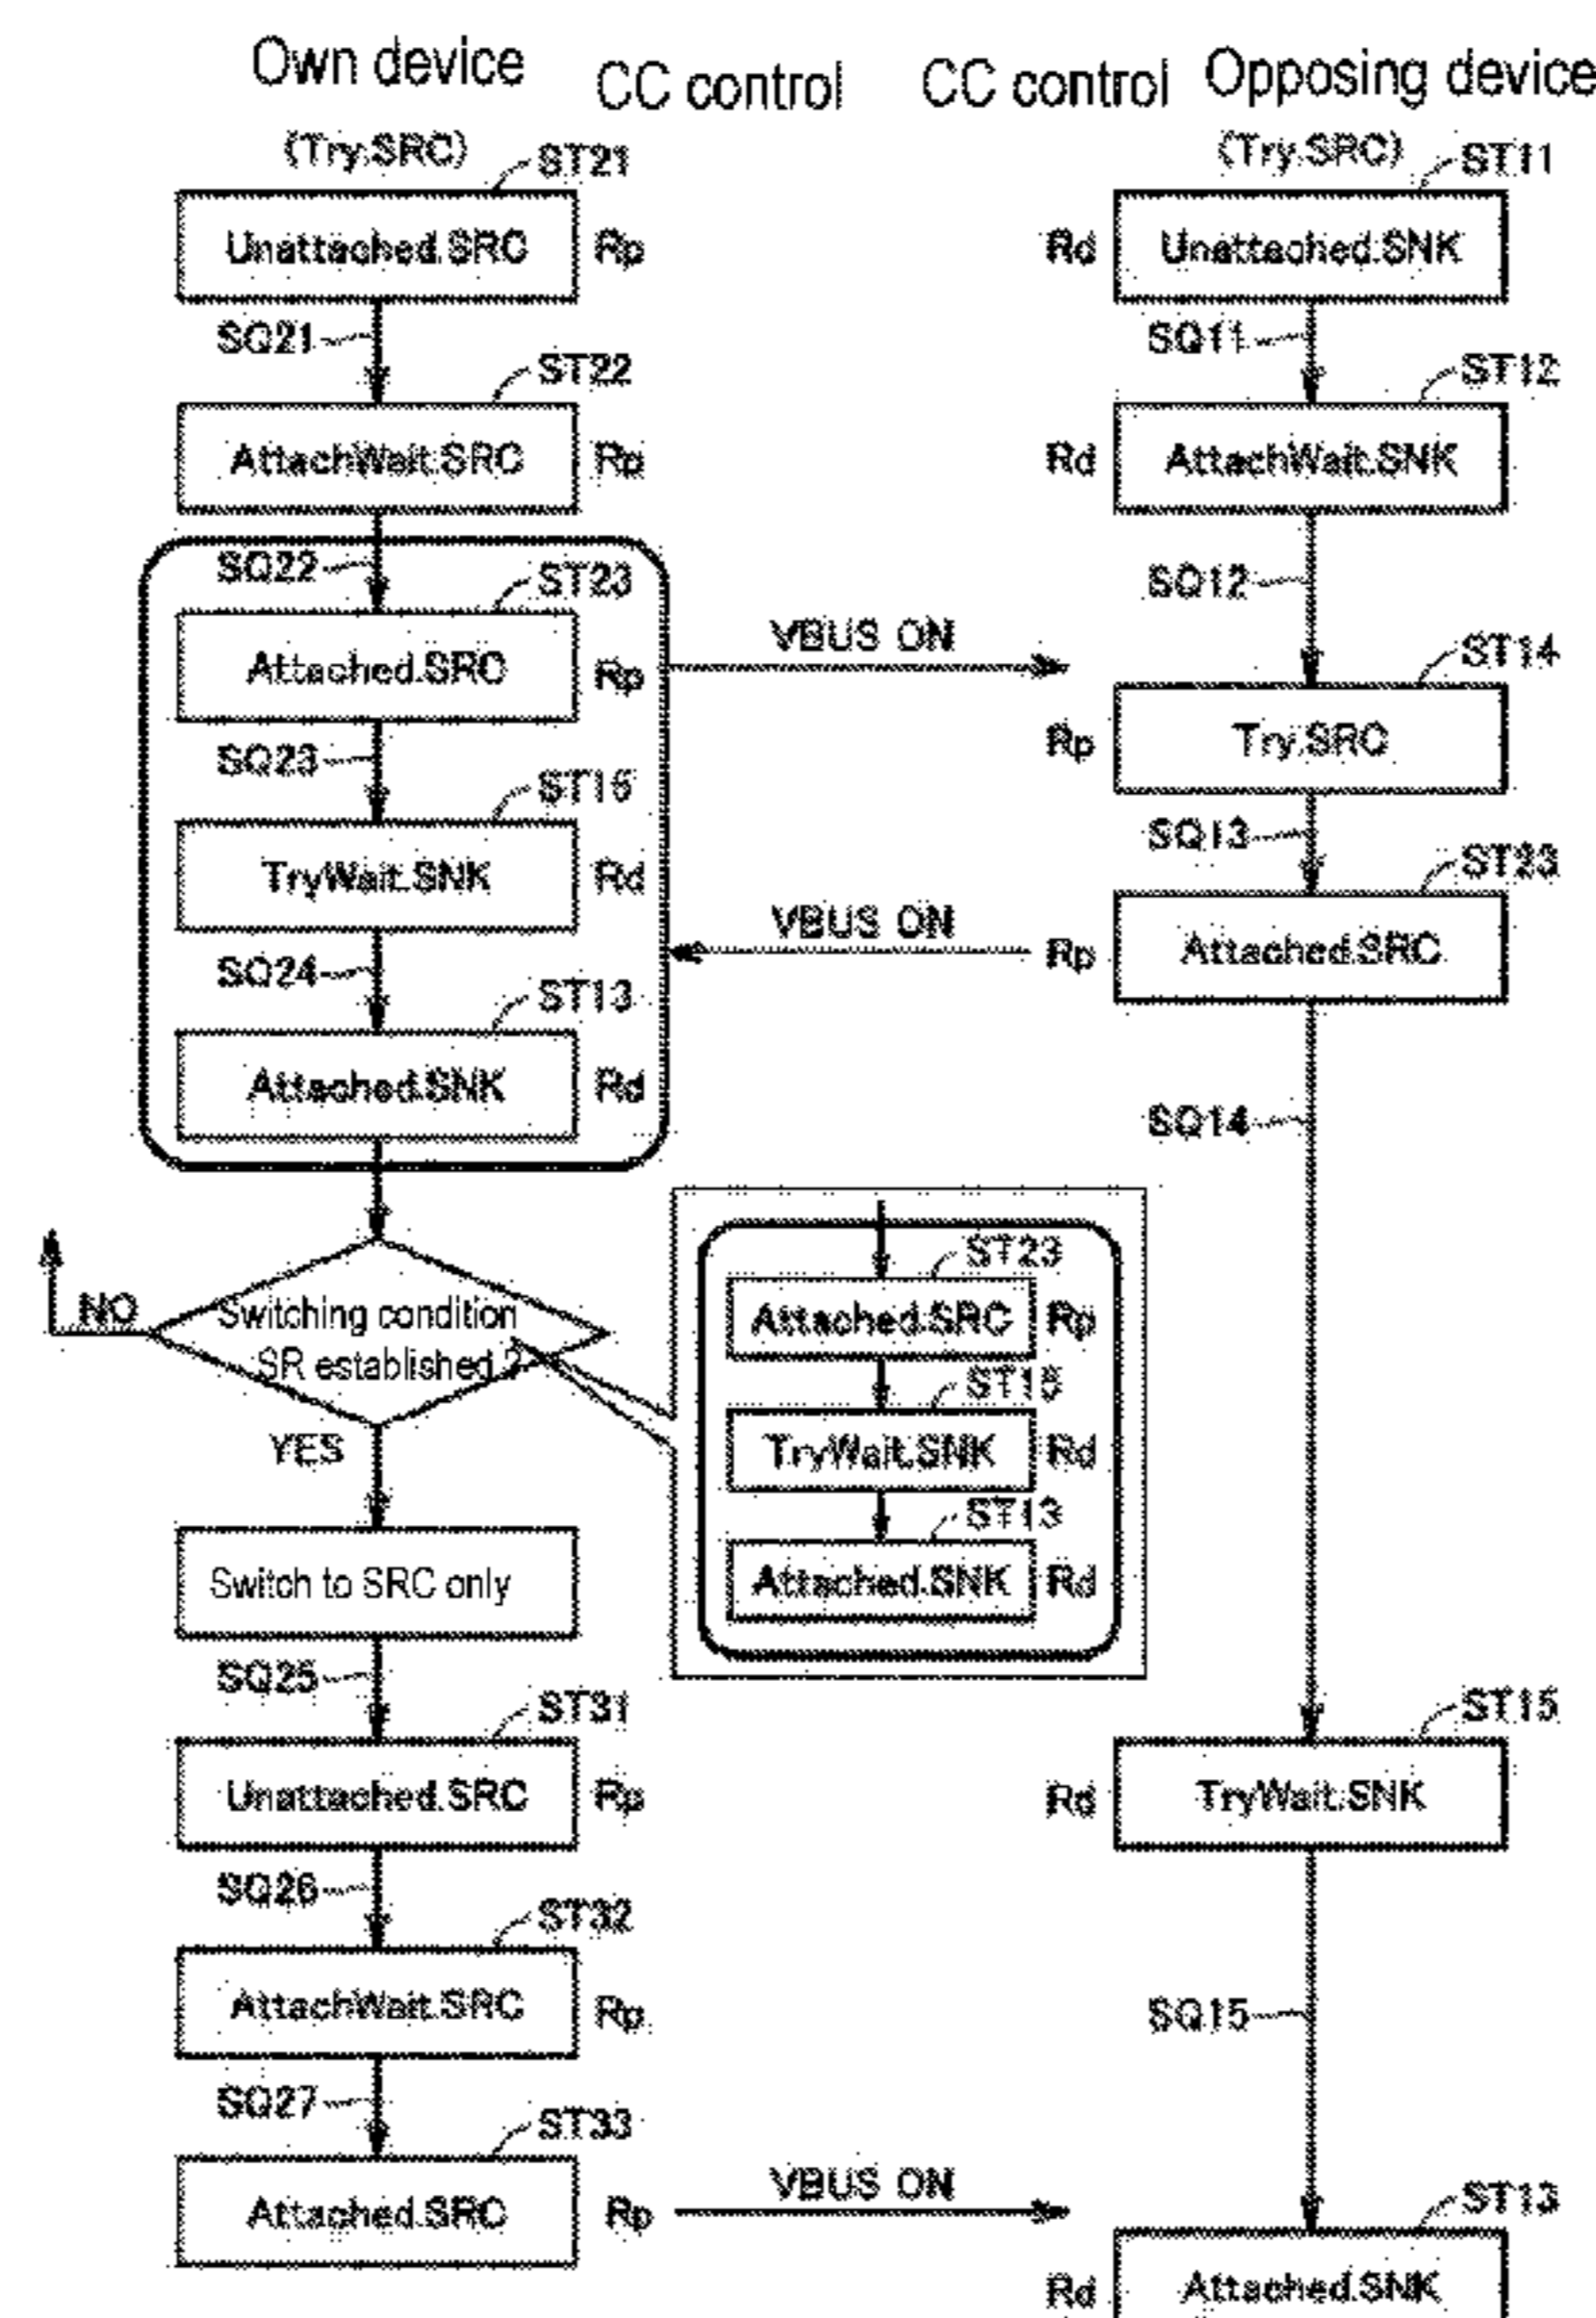 Own device
CC control
CC control
Opposing device
(Try.SRC)
ST21
(Try.SRC)
ST11
Unattached.SRC
Rp
Rd
Unattached.SNK
SQ21
ST22
SQ11
ST12
AttachWait.SRC
Rp
Rd
AttachWait.SNK
SQ22
ST23
SQ12
Attached.SRC
Rp
VBUS ON
ST14
Rp
Try.SRC
SQ23
ST15
SQ13
ST23
TryWait.SNK
Rd
VBUS ON
Rp
Attached.SRC
SQ24
ST13
Attached.SNK
Rd
SQ14
NO
Switching condition
SR established ?
YES
ST23
Attached.SRC
Rp
ST15
TryWait.SNK
Rd
ST13
Attached.SNK
Rd
Switch to SRC only
SQ25
ST31
ST15
Unattached.SRC
Rp
Rd
TryWait.SNK
SQ26
ST32
AttachWait.SRC
Rp
SQ15
SQ27
ST33
Attached.SRC
Rp
VBUS ON
ST13
Rd
Attached.SNK